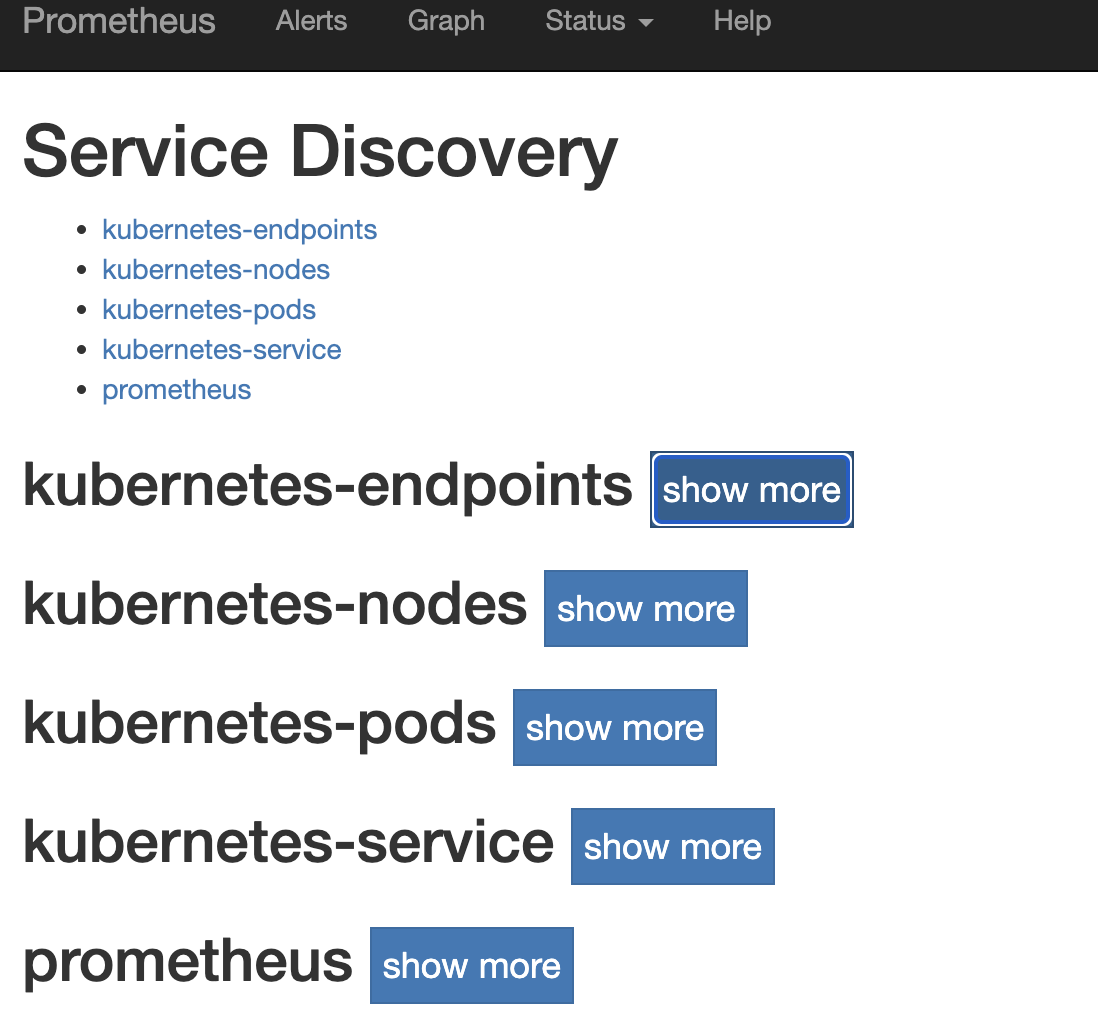 Prometheus Alerts Graph Status Help
Service Discovery
kubernetes-endpoints
kubernetes-nodes
kubernetes-pods
kubernetes-service
prometheus
kubernetes-endpoints show more
kubernetes-nodes show more
kubernetes-pods show more
kubernetes-service show more
prometheus show more